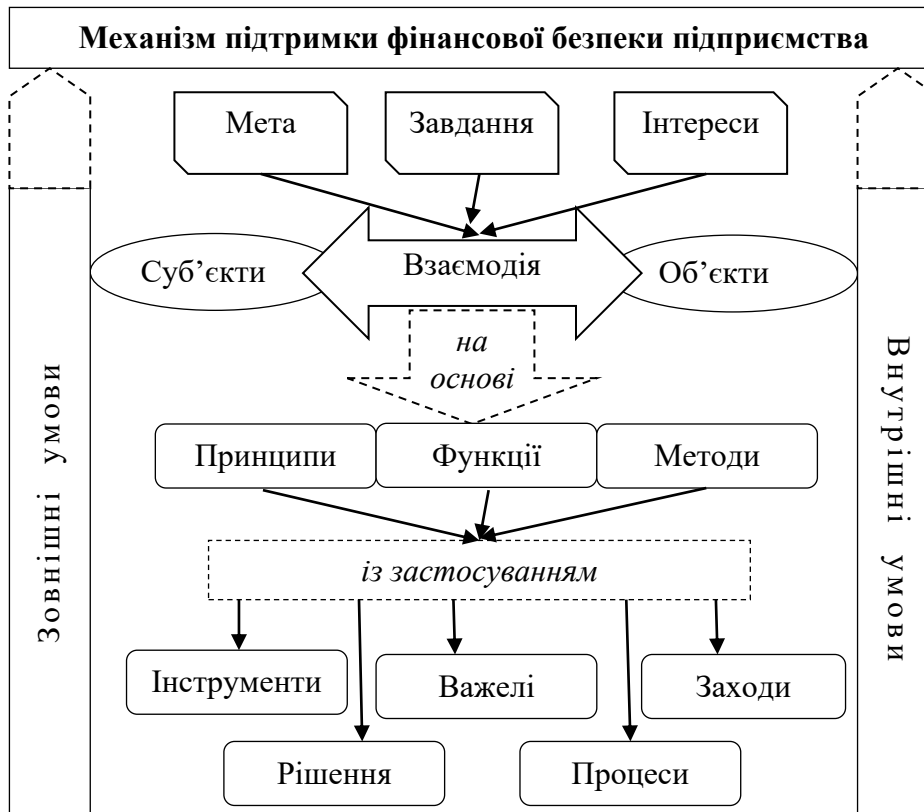 Механізм підтримки фінансової безпеки підприємства
Мета
Завдання
Інтереси
Суб’єкти
Взаємодія
Об’єкти
на
основі
Принципи
Функції
Методи
із застосуванням
Інструменти
Важелі
Заходи
Рішення
Процеси
Зовнішні умови
Внутрішні умови